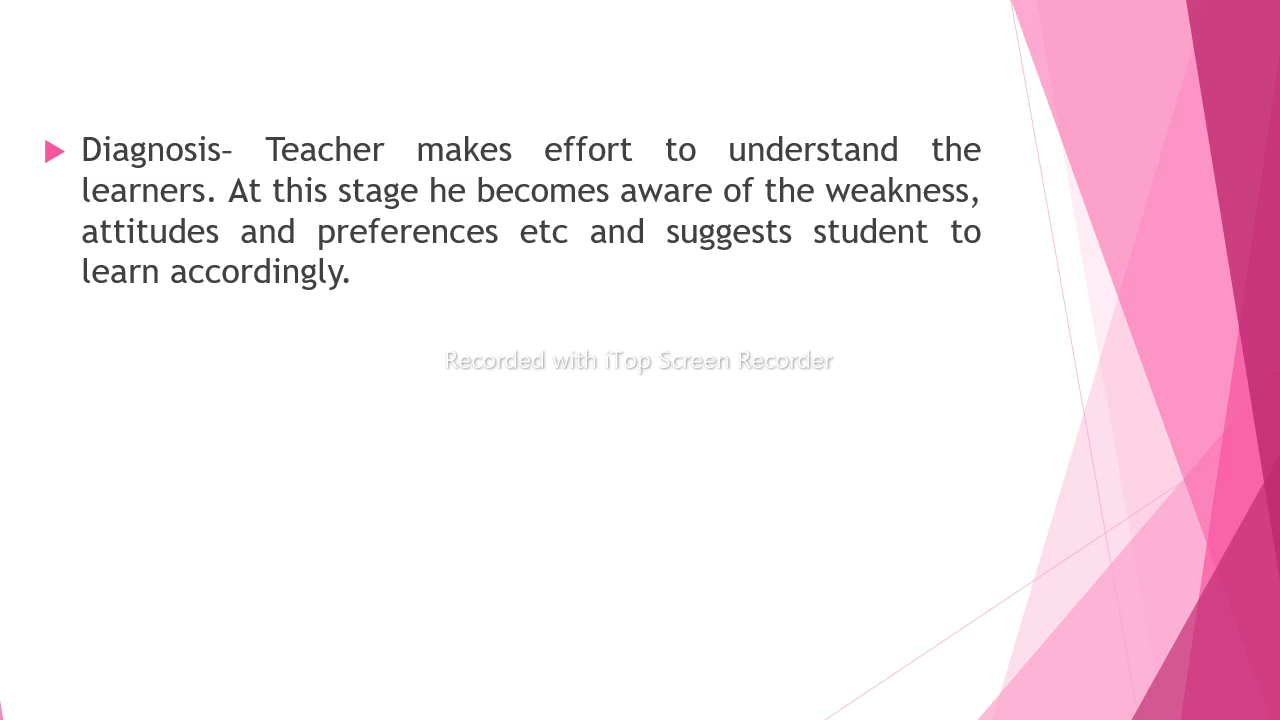 Diagnosis– Teacher makes effort to understand the
learners. At this stage he becomes aware of the weakness,
attitudes and preferences etc and suggests student to
learn accordingly.
Recorded with iTop Screen Recorder